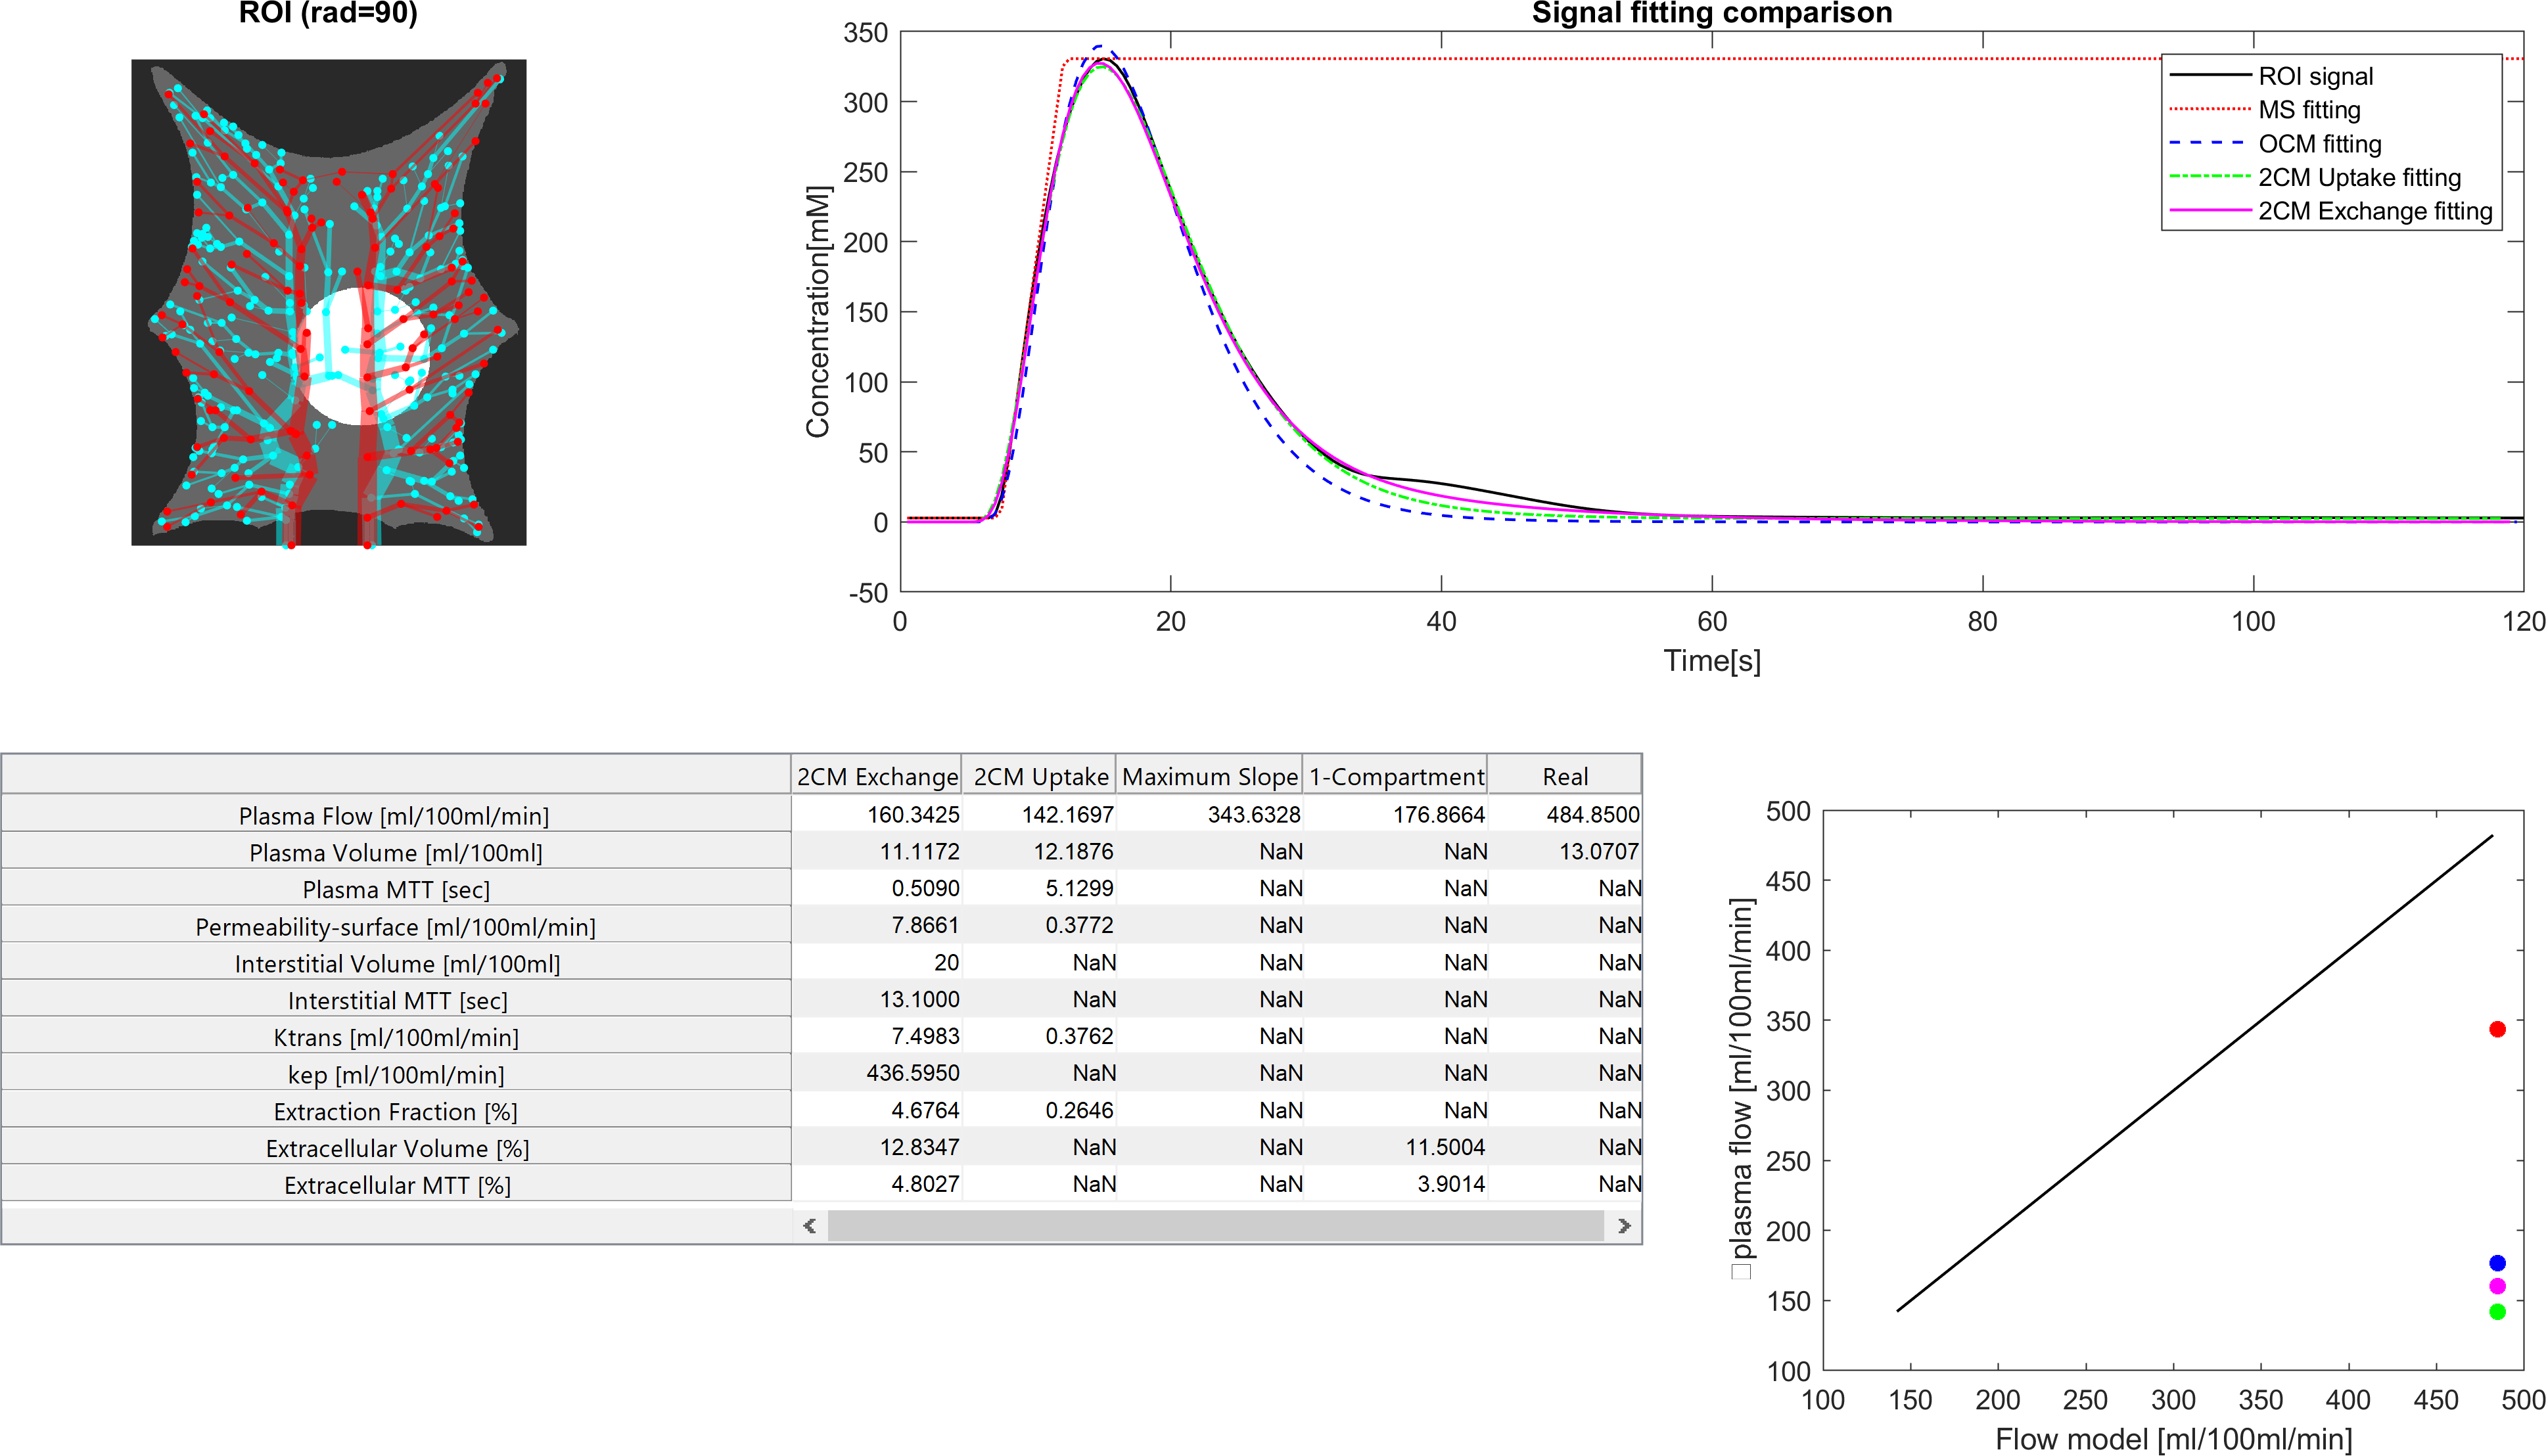 ROI (rad=90)
Signal fitting comparison
350
300
250
200
150
100
50
0
-50
Concentration[mM]
0 20 40 60 80 100 120
Time[s]
ROI signal
MS fitting
OCM fitting
2CM Uptake fitting
2CM Exchange fitting
2CM Exchange 2CM Uptake Maximum Slope 1-Compartment Real
Plasma Flow [ml/100ml/min] 160.3425 142.1697 343.6328 176.8664 484.8500
Plasma Volume [ml/100ml] 11.1172 12.1876 NaN NaN 13.0707
Plasma MTT [sec] 0.5090 5.1299 NaN NaN NaN
Permeability-surface [ml/100ml/min] 7.8661 0.3772 NaN NaN NaN
Interstitial Volume [ml/100ml] 20 NaN NaN NaN NaN
Interstitial MTT [sec] 13.1000 NaN NaN NaN NaN
Ktrans [ml/100ml/min] 7.4983 0.3762 NaN NaN NaN
kep [ml/100ml/min] 436.5950 NaN NaN NaN NaN
Extraction Fraction [%] 4.6764 0.2646 NaN NaN NaN
Extracellular Volume [%] 12.8347 NaN NaN 11.5004 NaN
Extracellular MTT [%] 4.8027 NaN NaN 3.9014 NaN
500
450
400
350
300
250
200
150
100
□plasma flow [ml/100ml/min]
100 150 200 250 300 350 400 450 500
Flow model [ml/100ml/min]